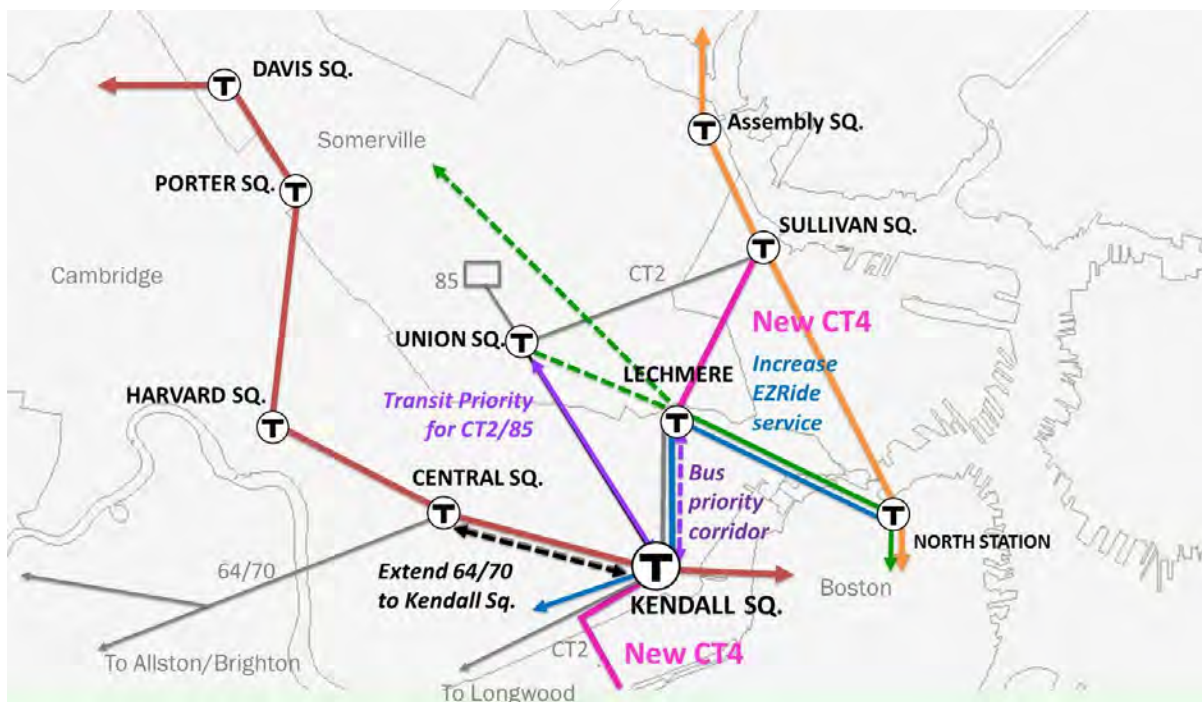 DAVIS SQ.
Somerville
Assembly SQ.
PORTER SQ.
SULLIVAN SQ.
Cambridge
85
CT2
New CT4
UNION SQ.
LECHMERE
Increase
EZRide
service
HARVARD SQ.
Transit Priority
for CT2/85
CENTRAL SQ.
Bus
priority
corridor
NORTH STATION
64/70
Extend 64/70
to Kendall Sq.
Boston
KENDALL SQ.
To Allston/Brighton
CT2
New CT4
To Longwood
T
T
T
T
T
T
T
T
T
T